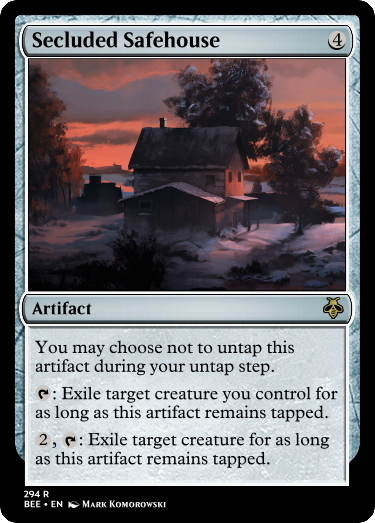 Secluded Safehouse 4
Artifact
You may choose not to untap this
artifact during your untap step.
: Exile target creature you control for
as long as this artifact remains tapped.
2, : Exile target creature for as long
as this artifact remains tapped.
294 R
BEE • EN Mark Komorowski